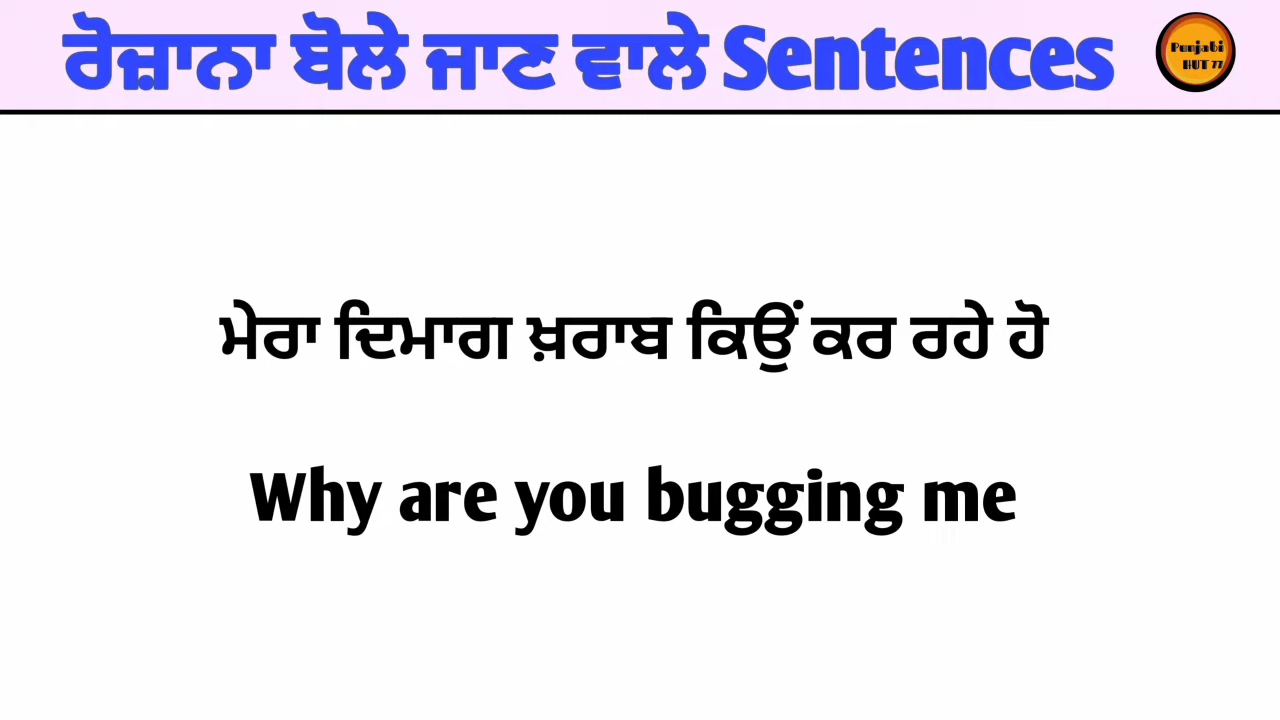 ਰੋਜ਼ਾਨਾ ਬੋਲੇ ਜਾਣ ਵਾਲੇ Sentences
Punjabi
HUT 77
ਮੇਰਾ ਦਿਮਾਗ ਖ਼ਰਾਬ ਕਿਉਂ ਕਰ ਰਹੇ ਹੋ
Why are you bugging me